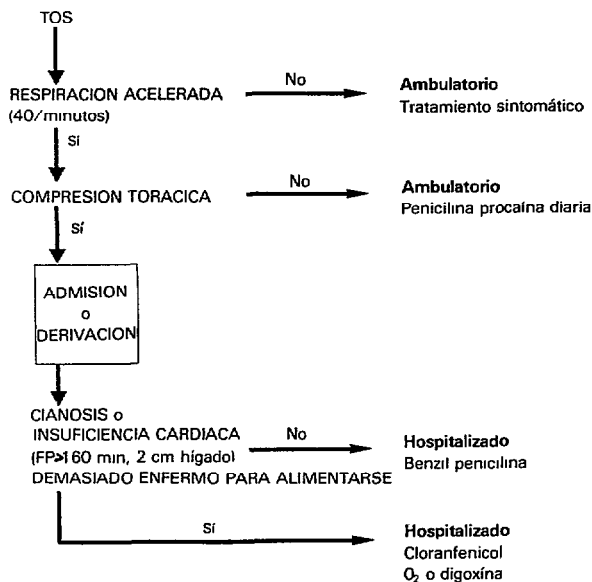 TOS
RESPIRACION ACELERADA
(40/minutos)
No
Ambulatorio
Tratamiento sintomático
Sí
COMPRESION TORACICA
No
Ambulatorio
Penicilina procaína diaria
Sí
ADMISION
o
DERIVACION
CIANOSIS o
INSUFICIENCIA CARDIACA
(FP>160 min, 2 cm hígado)
DEMASIADO ENFERMO PARA ALIMENTARSE
No
Hospitalizado
Benzil penicilina
Sí
Hospitalizado
Cloranfenicol
O₂ o digoxína